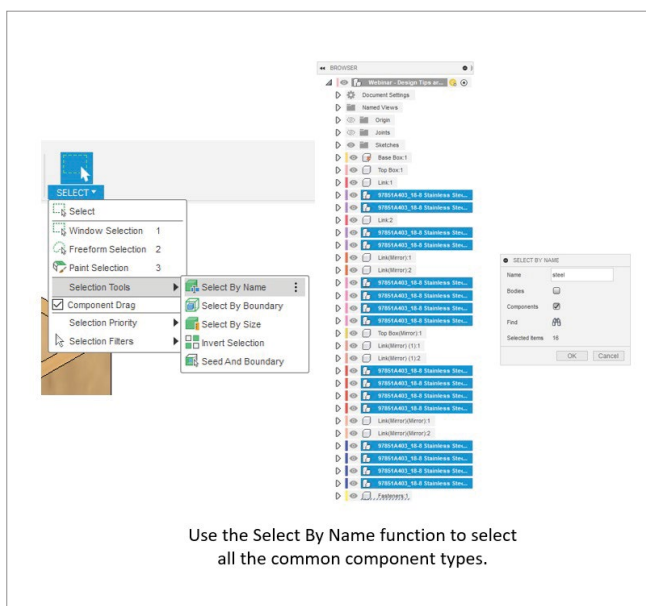 SELECT
Select
Window Selection 1
Freeform Selection 2
Paint Selection 3
Selection Tools
Component Drag
Selection Priority
Selection Filters
Select By Name
Select By Boundary
Select By Size
Invert Selection
Seed And Boundary
BROWSER
Webinar - Design Tips ar...
Document Settings
Named Views
Origin
Joints
Sketches
Base Box:1
Top Box:1
Link:1
97851A403_18-8 Stainless Stee...
97851A403_18-8 Stainless Stee...
Link:2
97851A403_18-8 Stainless Stee...
97851A403_18-8 Stainless Stee...
Link(Mirror):1
Link(Mirror):2
97851A403_18-8 Stainless Stee...
97851A403_18-8 Stainless Stee...
97851A403_18-8 Stainless Stee...
97851A403_18-8 Stainless Stee...
Top Box(Mirror):1
Link(Mirror) (1):1
Link(Mirror) (1):2
97851A403_18-8 Stainless Stee...
97851A403_18-8 Stainless Stee...
97851A403_18-8 Stainless Stee...
97851A403_18-8 Stainless Stee...
Link(Mirror)(Mirror):1
Link(Mirror)(Mirror):2
97851A403_18-8 Stainless Stee...
97851A403_18-8 Stainless Stee...
97851A403_18-8 Stainless Stee...
97851A403_18-8 Stainless Stee...
Fasteners:1
SELECT BY NAME
Name steel
Bodies
Components
Find
Selected Items 16
OK Cancel
Use the Select By Name function to select
all the common component types.